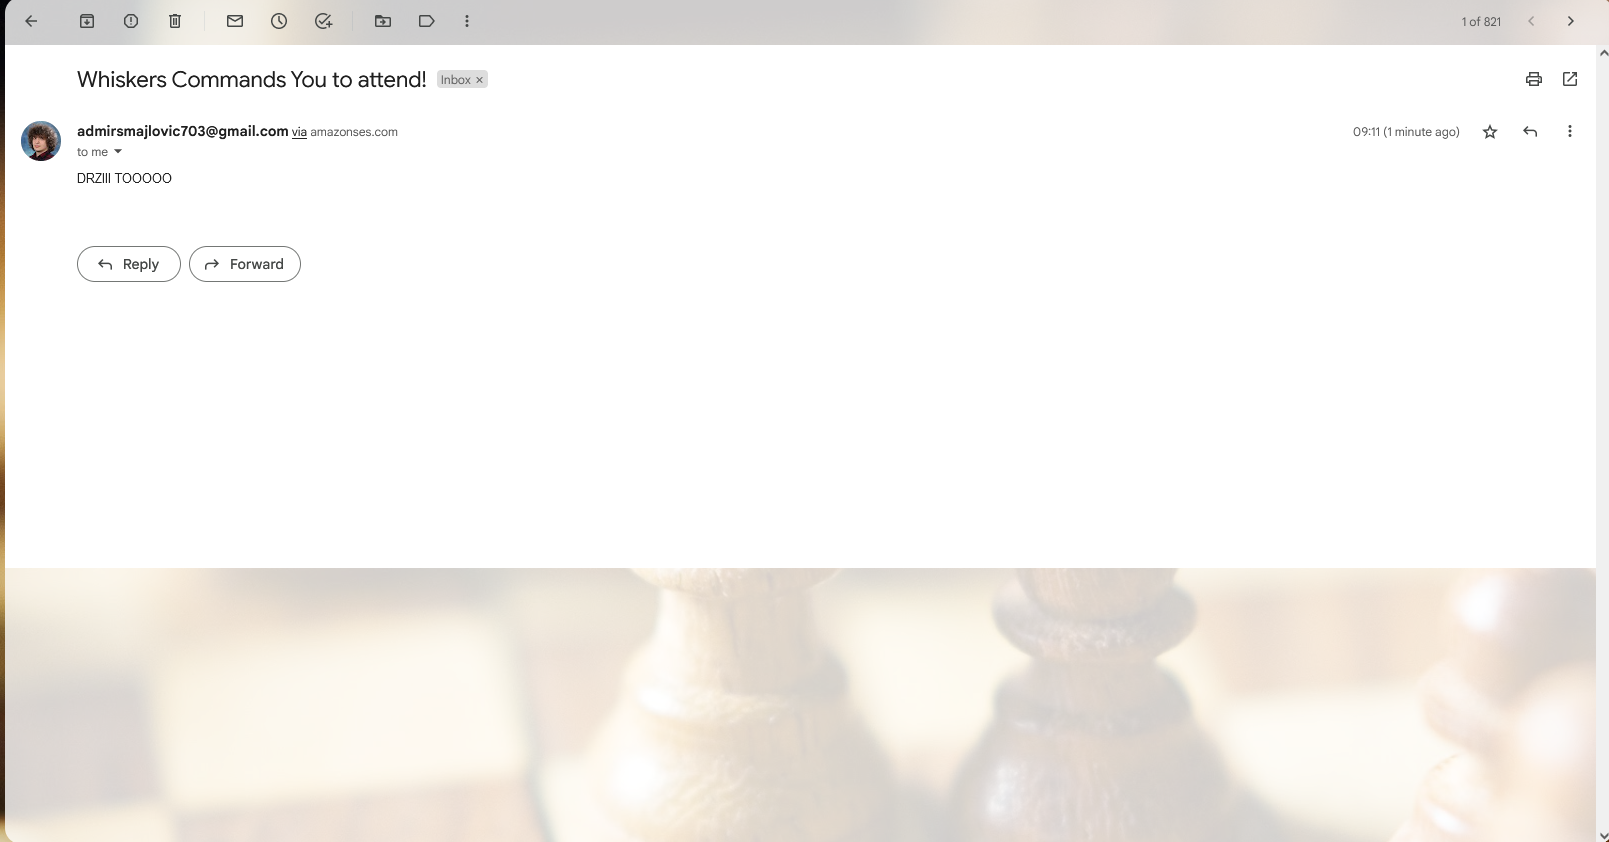 1 of 821
Whiskers Commands You to attend! Inbox ×
admirsmajlovic703@gmail.com via amazonses.com 09:11 (1 minute ago)
to me
DRZIII TOOOOO
Reply Forward